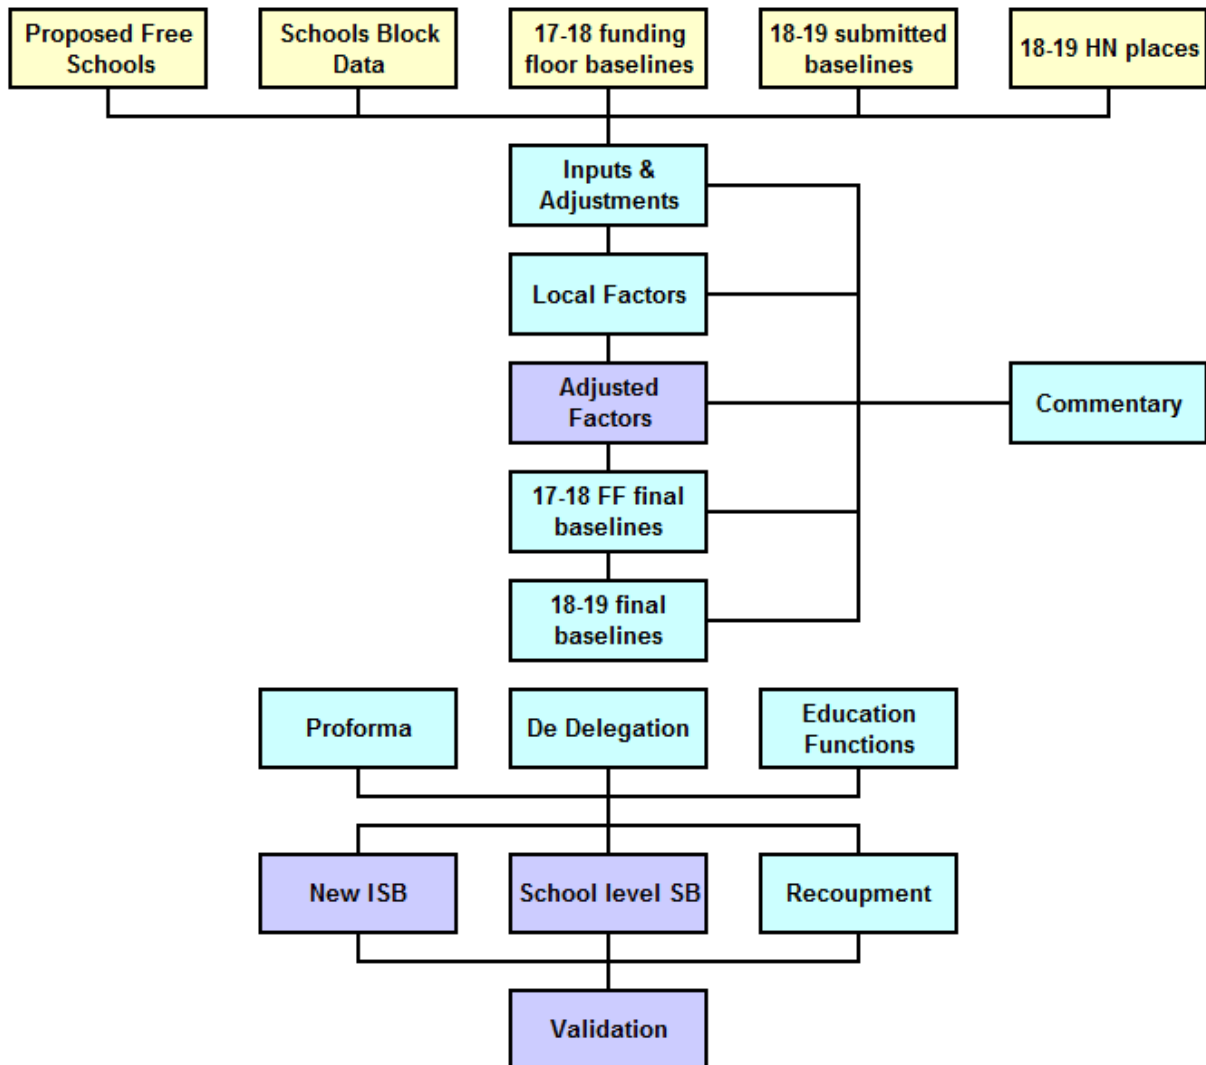 Proposed Free
Schools
Schools Block
Data
17-18 funding
floor baselines
18-19 submitted
baselines
18-19 HN places
Inputs &
Adjustments
Local Factors
Adjusted
Factors
Commentary
17-18 FF final
baselines
18-19 final
baselines
Proforma
De Delegation
Education
Functions
New ISB
School level SB
Recoupment
Validation